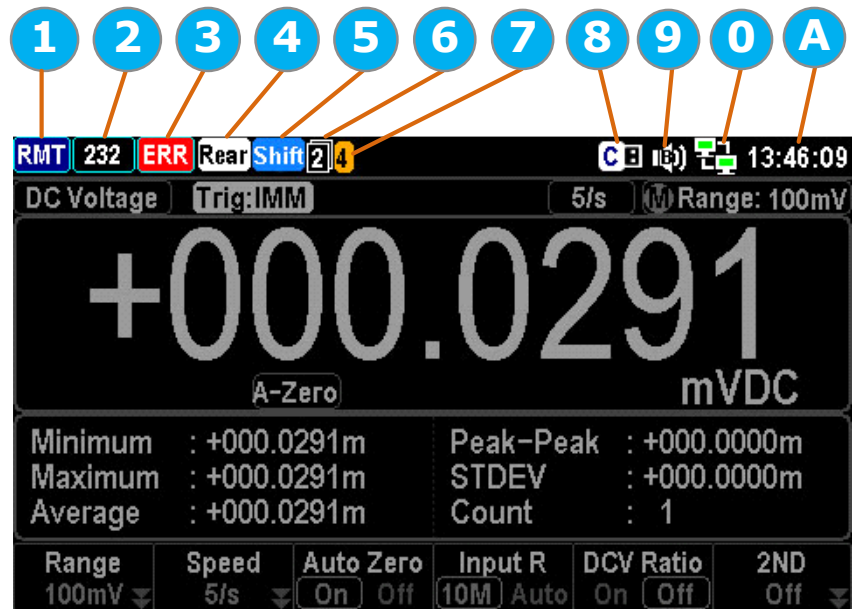 1 2 3 4 5 6 7 8 9 0 A
RMT 232 ERR Rear Shift 2 4 C B 13:46:09
DC Voltage Trig:IMM 5/s M Range: 100mV
+000.0291
A-Zero mVDC
Minimum : +000.0291m Peak-Peak : +000.0000m
Maximum : +000.0291m STDEV : +000.0000m
Average : +000.0291m Count : 1
Range Speed Auto Zero Input R DCV Ratio 2ND
100mV 5/s On Off 10M Auto On Off Off